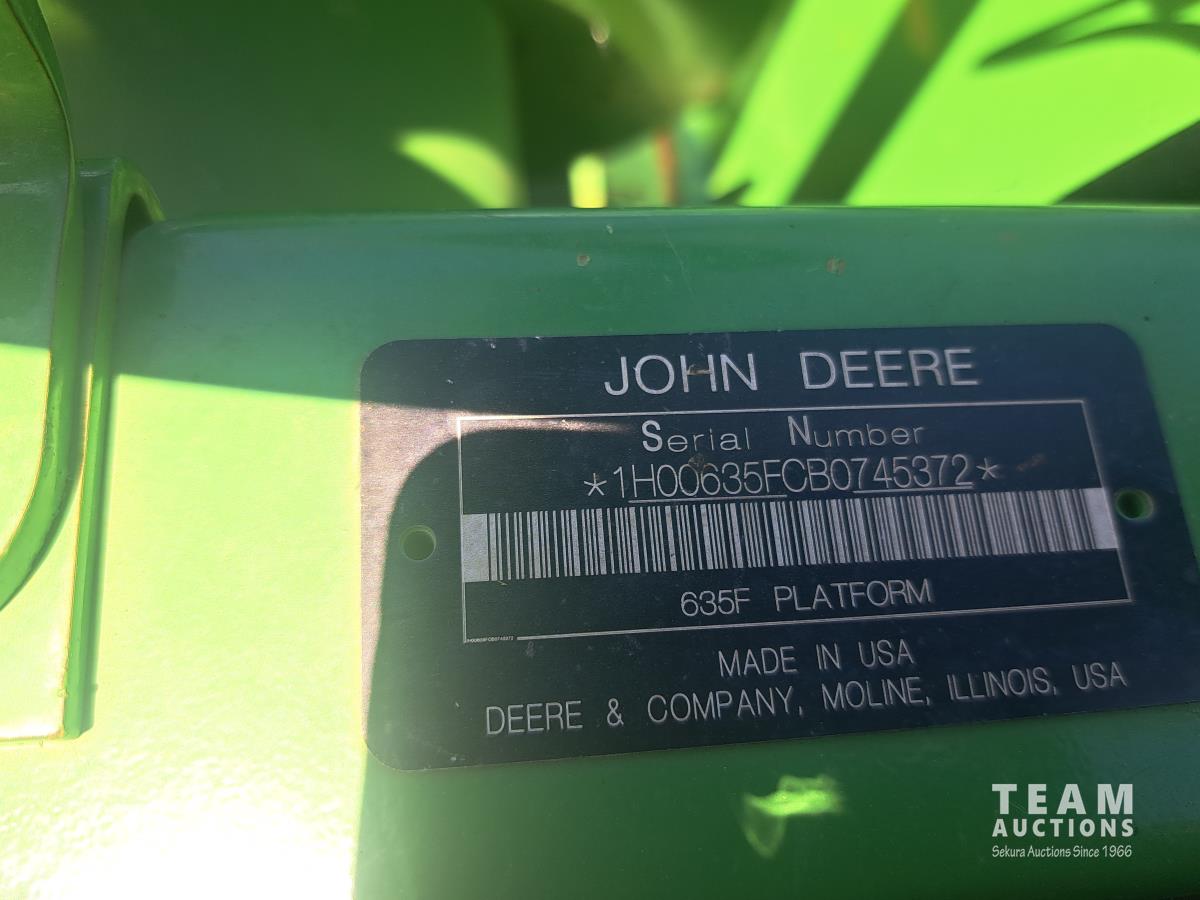 JOHN DEERE
Serial Number
*1H00635FCB0745372*
635F PLATFORM
1H00635FCB0745372
MADE IN USA
DEERE & COMPANY, MOLINE, ILLINOIS, USA
TEAM
AUCTIONS
Sekura Auctions Since 1966